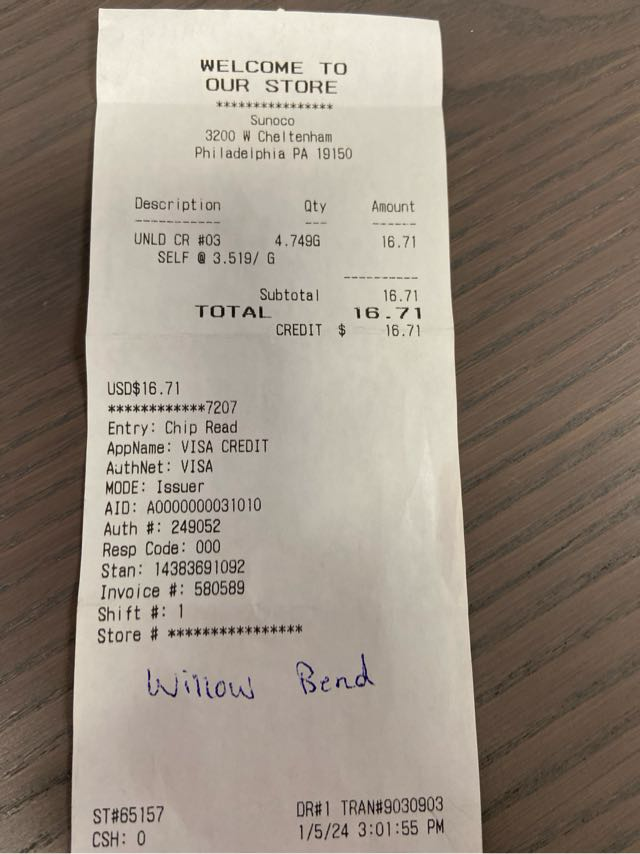 WELCOME TO
OUR STORE
****************
Sunoco
3200 W Cheltenham
Philadelphia PA 19150
Description Qty Amount
----------- --- ------
UNLD CR #03 4.749G 16.71
SELF @ 3.519/ G
----------
Subtotal 16.71
TOTAL 16.71
CREDIT $ 16.71
USD$16.71
************7207
Entry: Chip Read
AppName: VISA CREDIT
AuthNet: VISA
MODE: Issuer
AID: A0000000031010
Auth #: 249052
Resp Code: 000
Stan: 14383691092
Invoice #: 580589
Shift #: 1
Store # ****************
Willow Bend
ST#65157 DR#1 TRAN#9030903
CSH: 0 1/5/24 3:01:55 PM